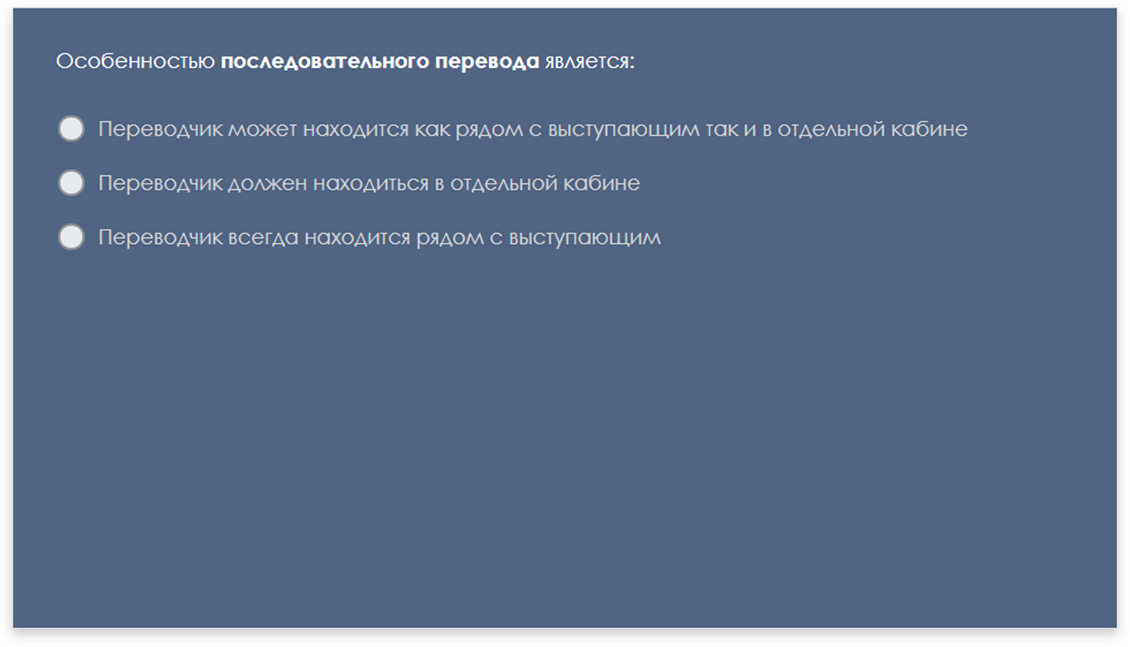 Особенностью последовательного перевода является:
Переводчик может находится как рядом с выступающим так и в отдельной кабине
Переводчик должен находиться в отдельной кабине
Переводчик всегда находится рядом с выступающим